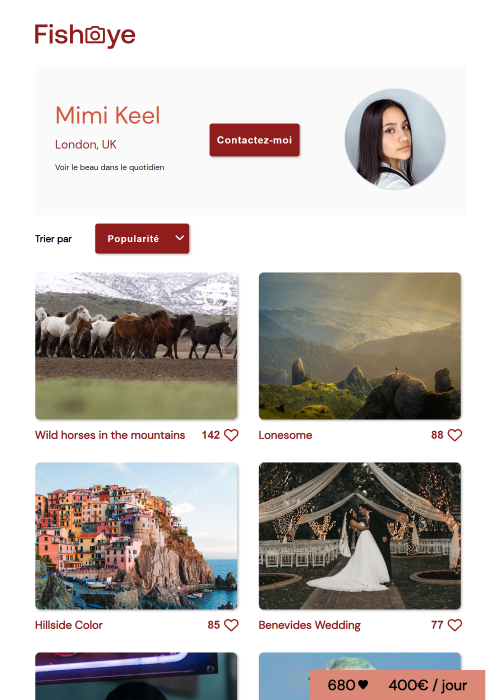 Fisheye
Mimi Keel
London, UK
Voir le beau dans le quotidien
Contactez-moi
Trier par
Popularité
Wild horses in the mountains
142
Lonesome
88
Hillside Color
85
Benevides Wedding
77
680
400€ / jour